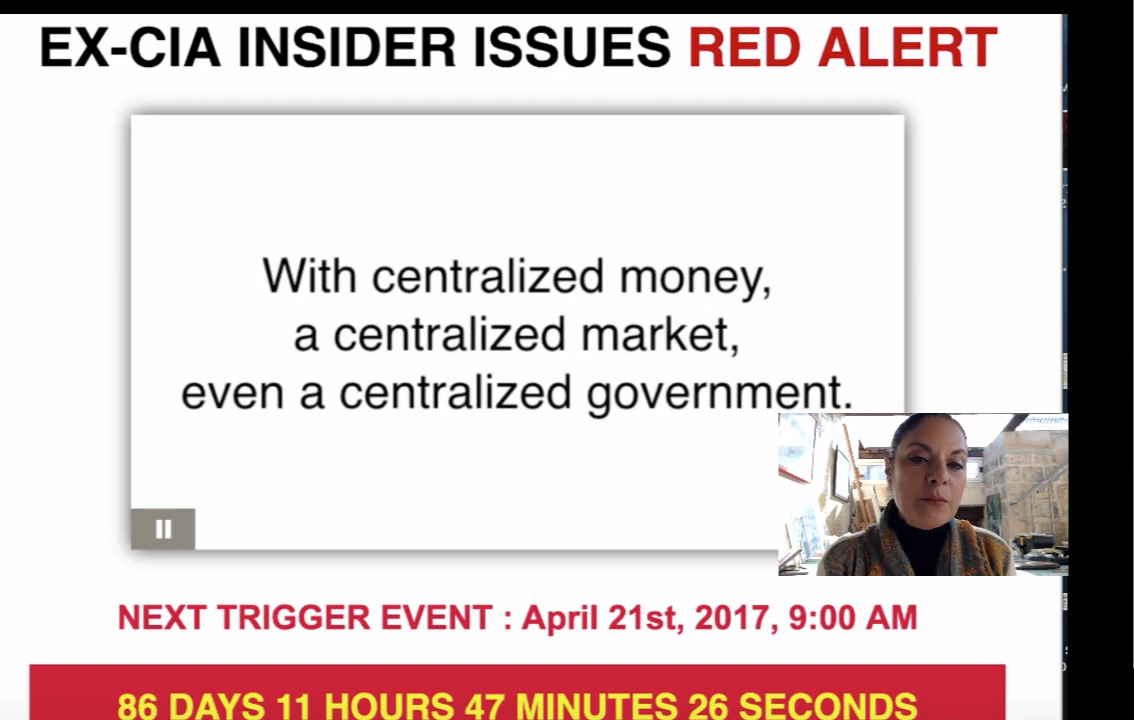 EX-CIA INSIDER ISSUES RED ALERT
With centralized money,
a centralized market,
even a centralized government.
NEXT TRIGGER EVENT : April 21st, 2017, 9:00 AM
86 DAYS 11 HOURS 47 MINUTES 26 SECONDS